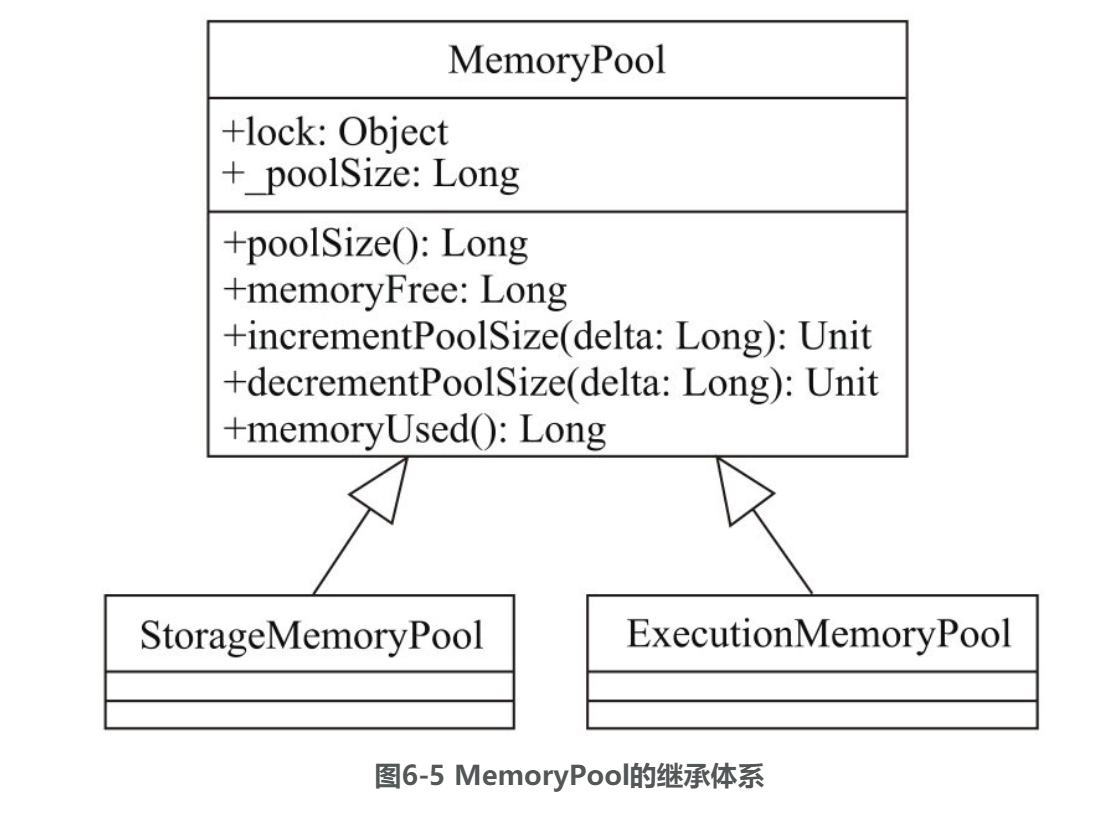 MemoryPool
+lock: Object
+_poolSize: Long
+poolSize(): Long
+memoryFree: Long
+incrementPoolSize(delta: Long): Unit
+decrementPoolSize(delta: Long): Unit
+memoryUsed(): Long
StorageMemoryPool
ExecutionMemoryPool
图6-5 MemoryPool的继承体系